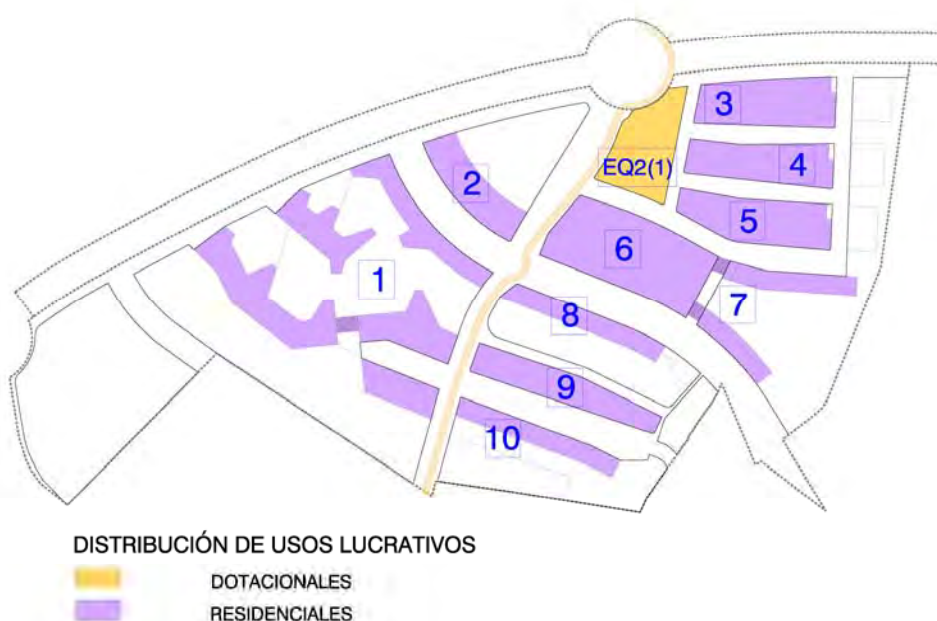 3
EQ2(1)
4
2
5
6
1
7
8
9
10
DISTRIBUCIÓN DE USOS LUCRATIVOS
DOTACIONALES
RESIDENCIALES